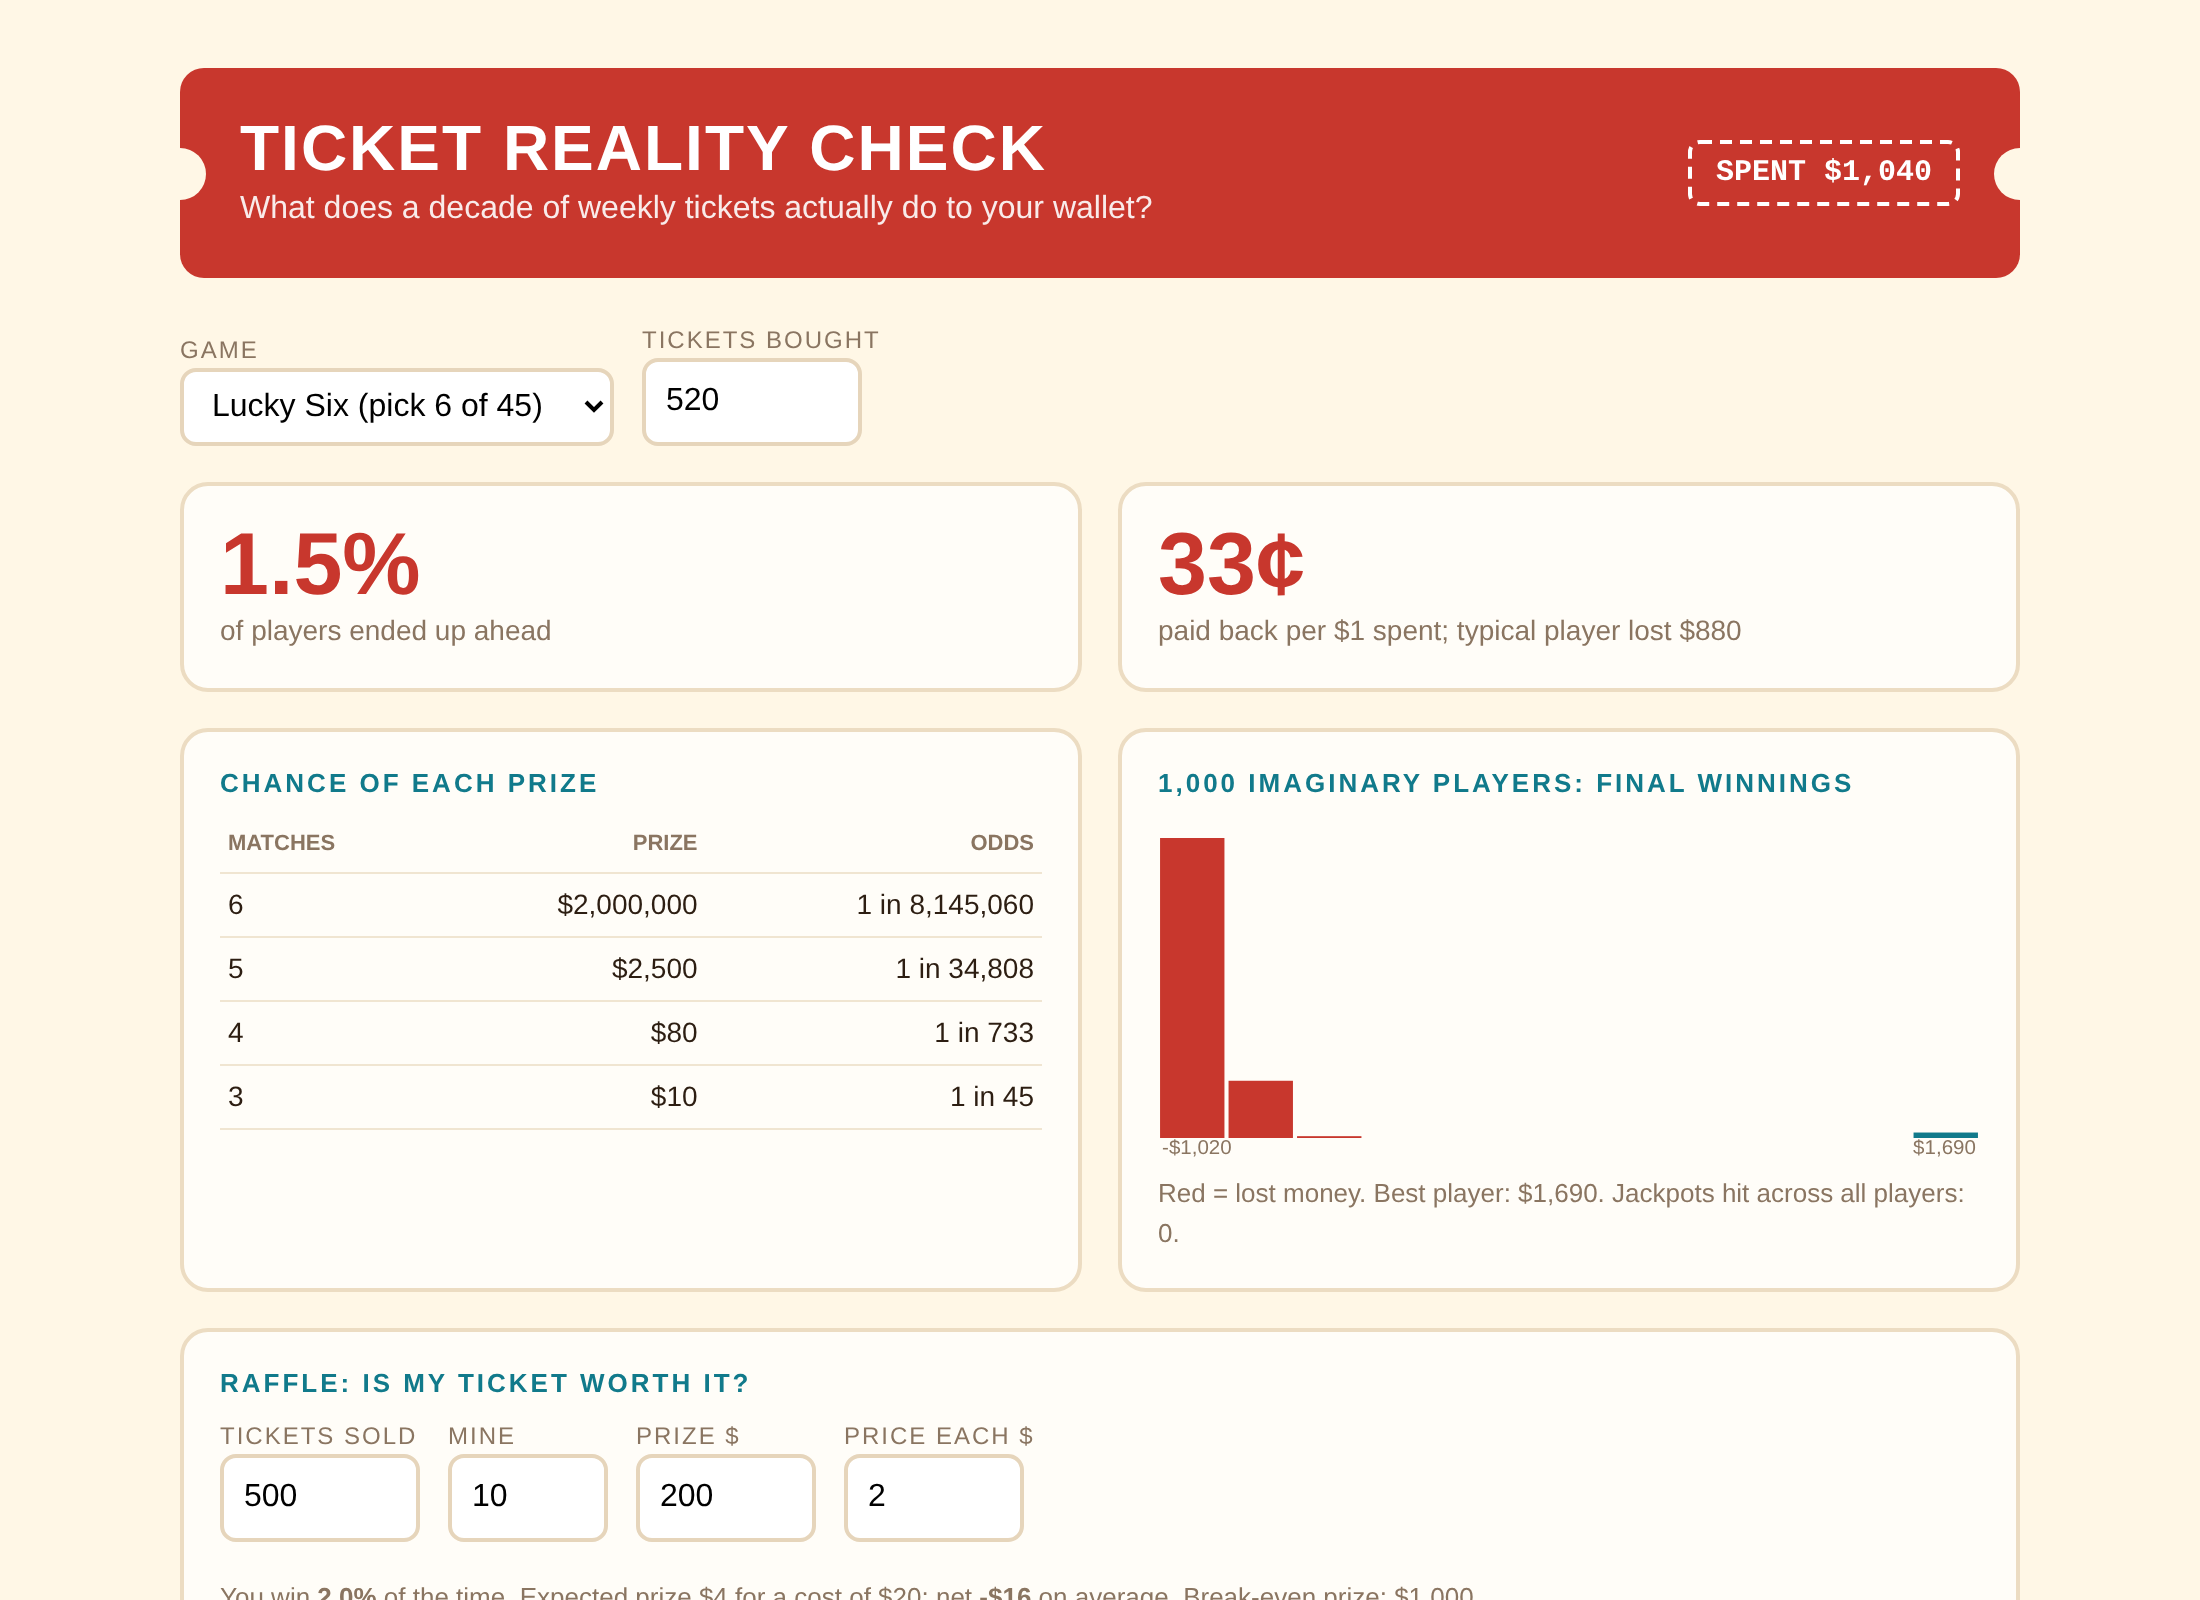 TICKET REALITY CHECK
What does a decade of weekly tickets actually do to your wallet?
SPENT $1,040
GAME
TICKETS BOUGHT
Lucky Six (pick 6 of 45)
520
1.5%
of players ended up ahead
33¢
paid back per $1 spent; typical player lost $880
CHANCE OF EACH PRIZE
MATCHES PRIZE ODDS
6 $2,000,000 1 in 8,145,060
5 $2,500 1 in 34,808
4 $80 1 in 733
3 $10 1 in 45
1,000 IMAGINARY PLAYERS: FINAL WINNINGS
-$1,020 $1,690
Red = lost money. Best player: $1,690. Jackpots hit across all players:
0.
RAFFLE: IS MY TICKET WORTH IT?
TICKETS SOLD MINE PRIZE $ PRICE EACH $
500 10 200 2
You win 2.0% of the time. Expected prize $4 for a cost of $20: net -$16 on average. Break-even prize: $1,000